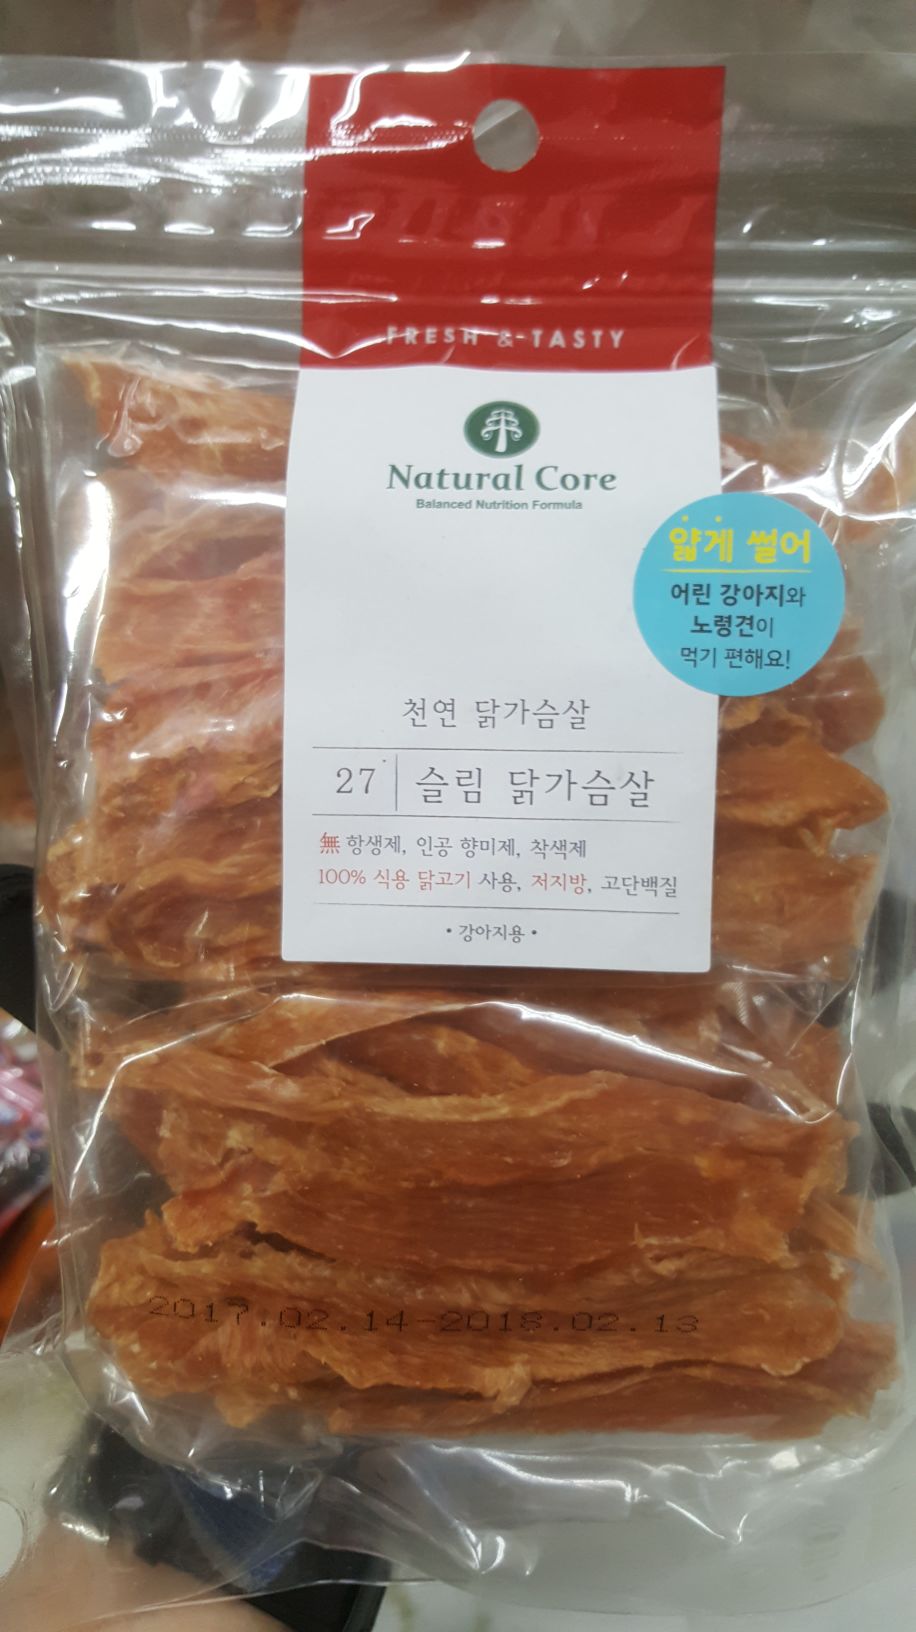 FRESH & TASTY
Natural Core
Balanced Nutrition Formula
얇게 썰어
어린 강아지와
노령견이
먹기 편해요!
천연 닭가슴살
27 슬림 닭가슴살
無 항생제, 인공 향미제, 착색제
100% 식용 닭고기 사용, 저지방, 고단백질
• 강아지용 •
2017.02.14-2018.02.13